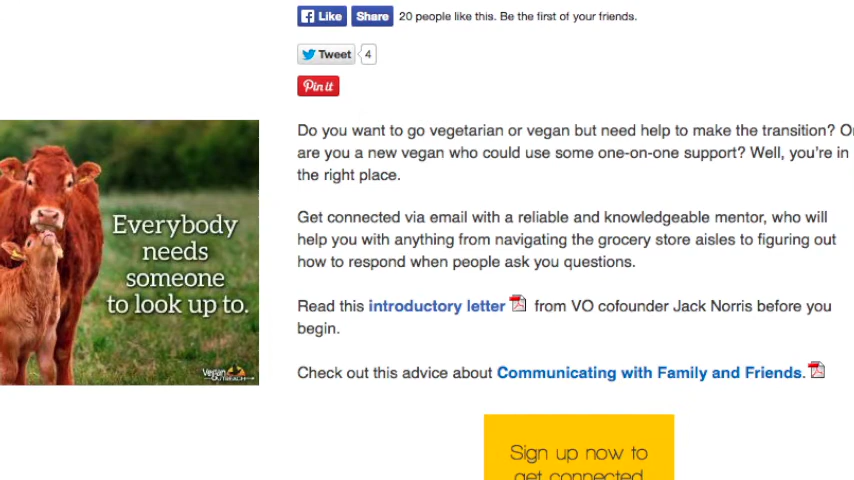 Like Share 20 people like this. Be the first of your friends.
Tweet 4
Pin it
Everybody
needs
someone
to look up to.
Vegan
OUTREACH
Do you want to go vegetarian or vegan but need help to make the transition? Or
are you a new vegan who could use some one-on-one support? Well, you're in
the right place.
Get connected via email with a reliable and knowledgeable mentor, who will
help you with anything from navigating the grocery store aisles to figuring out
how to respond when people ask you questions.
Read this introductory letter from VO cofounder Jack Norris before you
begin.
Check out this advice about Communicating with Family and Friends.
Sign up now to
get connected